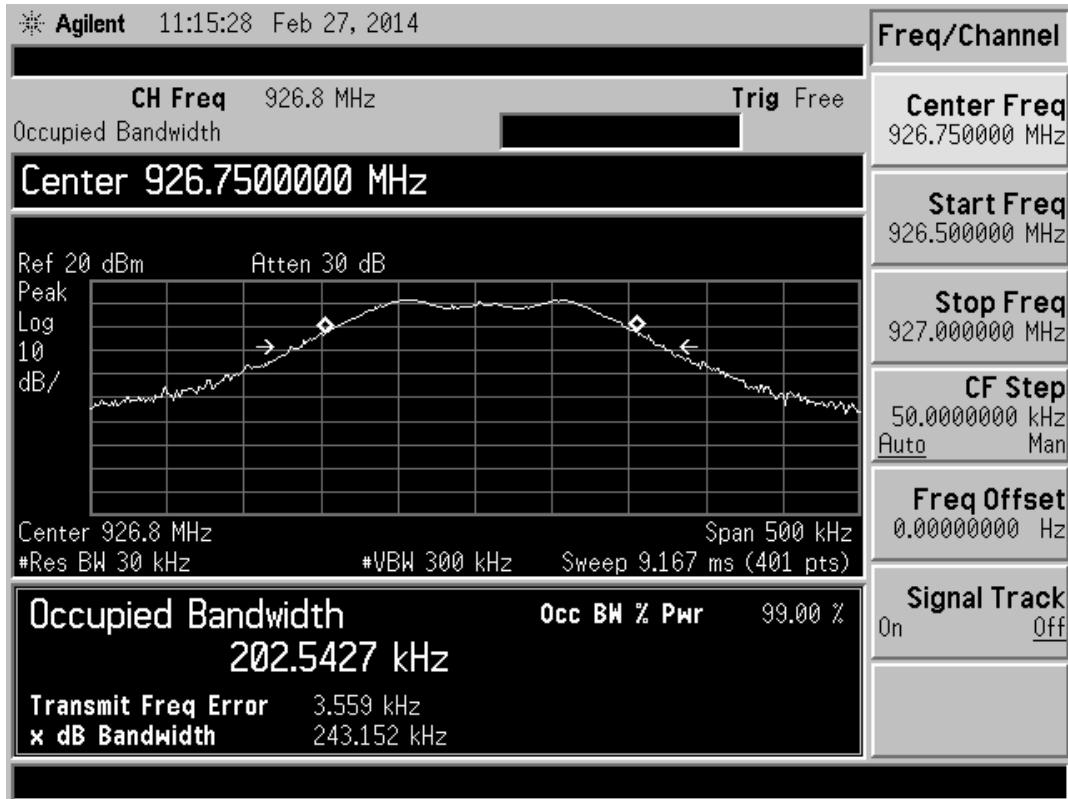 Agilent 11:15:28 Feb 27, 2014
CH Freq 926.8 MHz Trig Free
Occupied Bandwidth
Center 926.7500000 MHz
Ref 20 dBm Atten 30 dB
Peak
Log
10
dB/
Center 926.8 MHz Span 500 kHz
#Res BW 30 kHz #VBW 300 kHz Sweep 9.167 ms (401 pts)
Occupied Bandwidth Occ BW % Pwr 99.00 %
202.5427 kHz
Transmit Freq Error 3.559 kHz
x dB Bandwidth 243.152 kHz
Freq/Channel
Center Freq
926.750000 MHz
Start Freq
926.500000 MHz
Stop Freq
927.000000 MHz
CF Step
50.0000000 kHz
Auto Man
Freq Offset
0.00000000 Hz
Signal Track
On Off